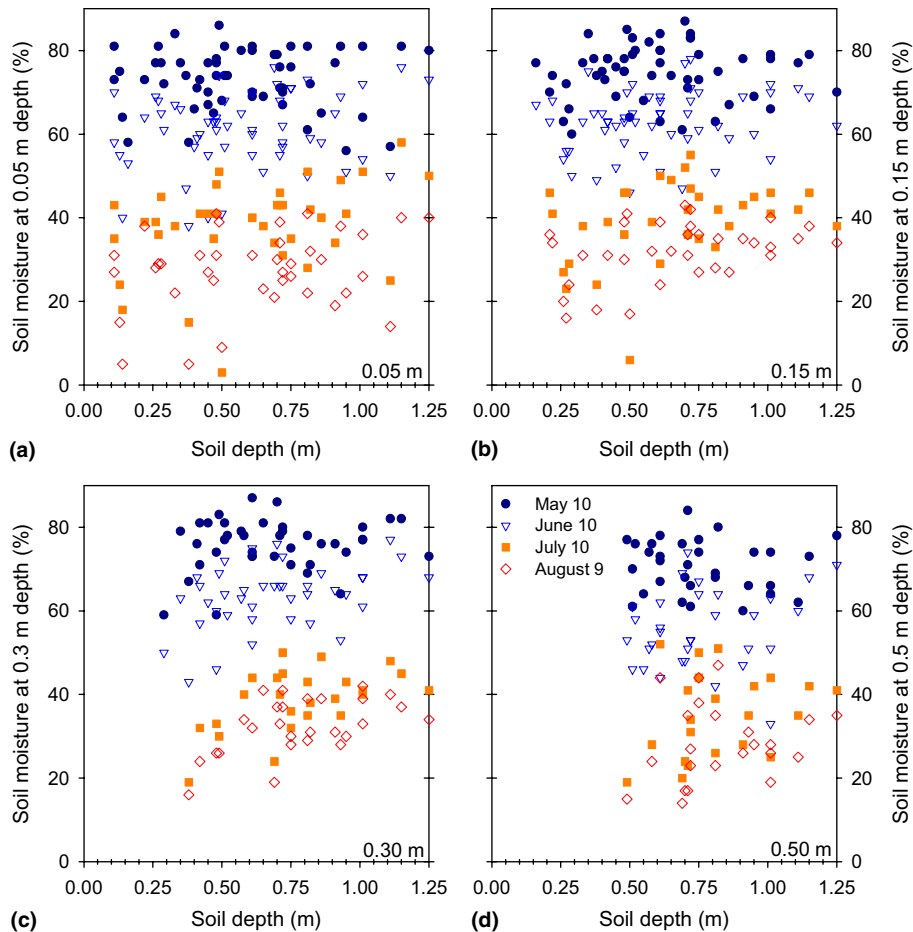 Soil moisture at 0.05 m depth (%)
80
60
40
20
0
0.05 m
0.00 0.25 0.50 0.75 1.00 1.25
(a) Soil depth (m)
Soil moisture at 0.15 m depth (%)
80
60
40
20
0
0.15 m
0.00 0.25 0.50 0.75 1.00 1.25
(b) Soil depth (m)
Soil moisture at 0.3 m depth (%)
80
60
40
20
0
0.30 m
0.00 0.25 0.50 0.75 1.00 1.25
(c) Soil depth (m)
May 10
June 10
July 10
August 9
Soil moisture at 0.5 m depth (%)
80
60
40
20
0
0.50 m
0.00 0.25 0.50 0.75 1.00 1.25
(d) Soil depth (m)